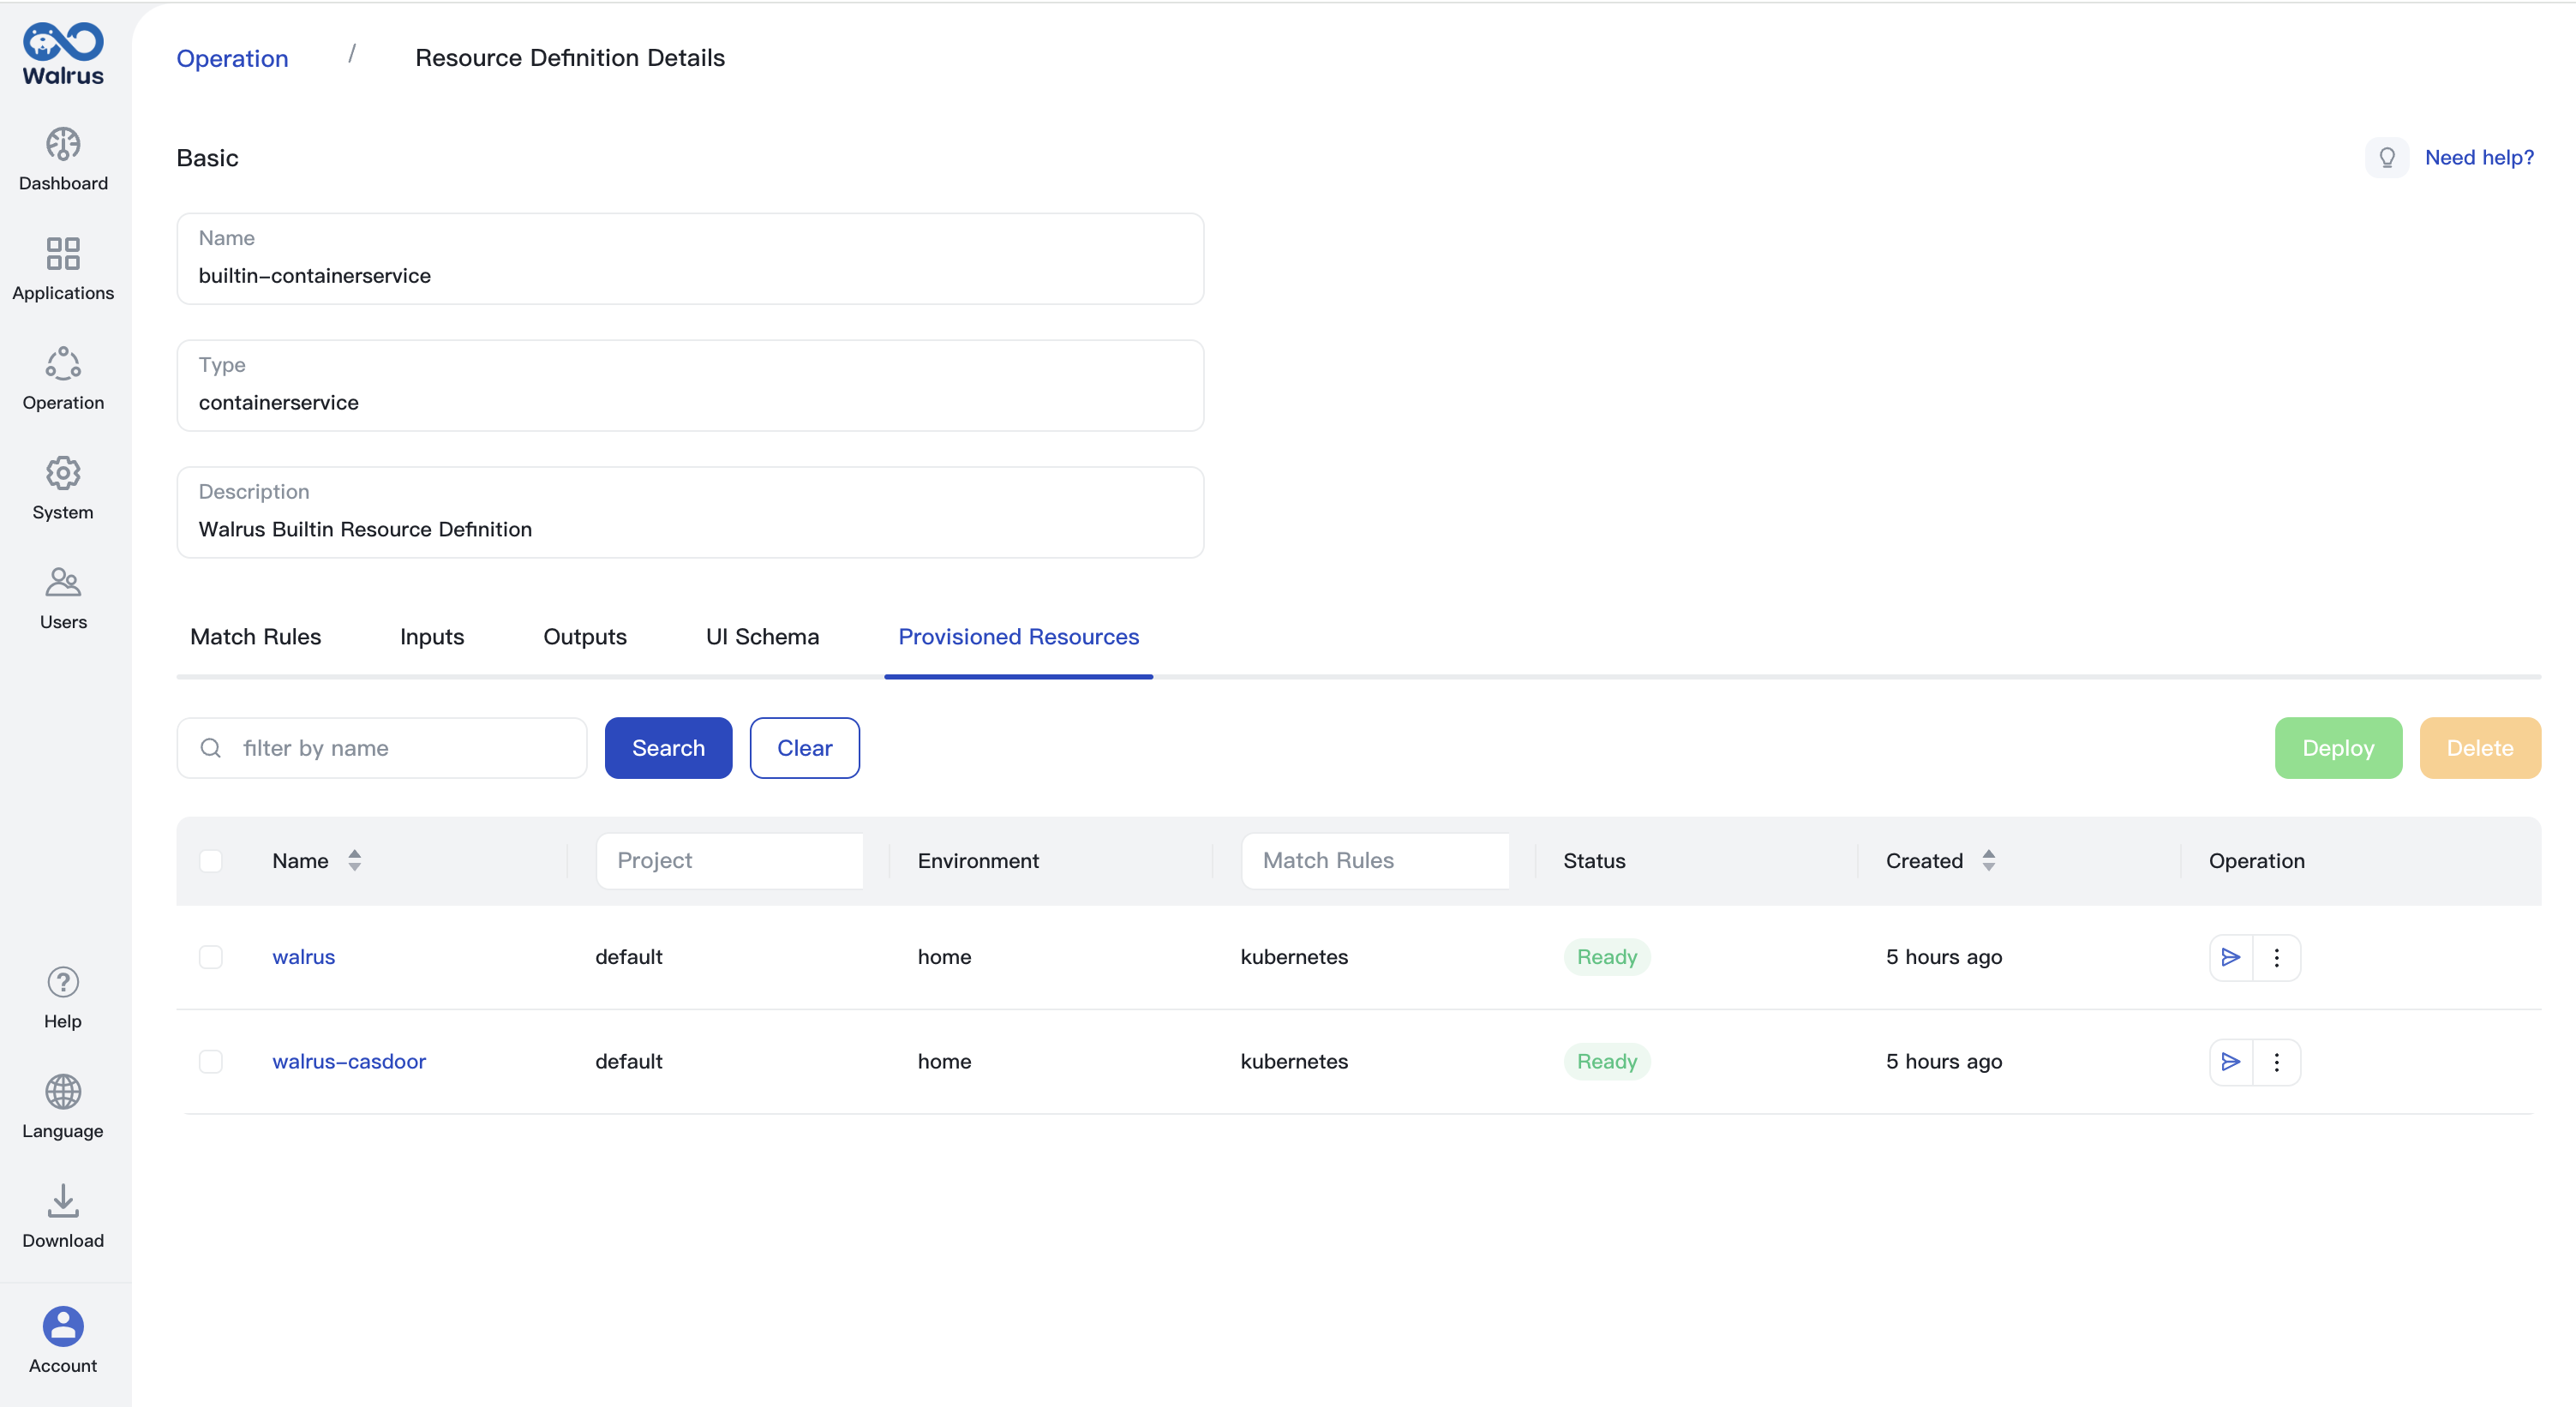 Walrus
Dashboard
Applications
Operation
System
Users
Help
Language
Download
Account
Operation / Resource Definition Details
Basic
Need help?
Name
builtin-containerservice
Type
containerservice
Description
Walrus Builtin Resource Definition
Match Rules Inputs Outputs UI Schema Provisioned Resources
filter by name Search Clear Deploy Delete
Name Project Environment Match Rules Status Created Operation
walrus default home kubernetes Ready 5 hours ago
walrus-casdoor default home kubernetes Ready 5 hours ago